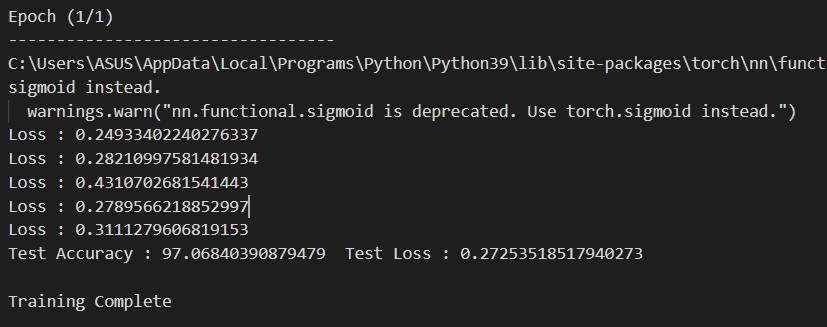 Epoch (1/1)
----------------------------------
C:\Users\ASUS\AppData\Local\Programs\Python\Python39\lib\site-packages\torch\nn\funct
sigmoid instead.
warnings.warn("nn.functional.sigmoid is deprecated. Use torch.sigmoid instead.")
Loss : 0.24933402240276337
Loss : 0.28210997581481934
Loss : 0.4310702681541443
Loss : 0.2789566218852997
Loss : 0.3111279606819153
Test Accuracy : 97.06840390879479  Test Loss : 0.27253518517940273
Training Complete